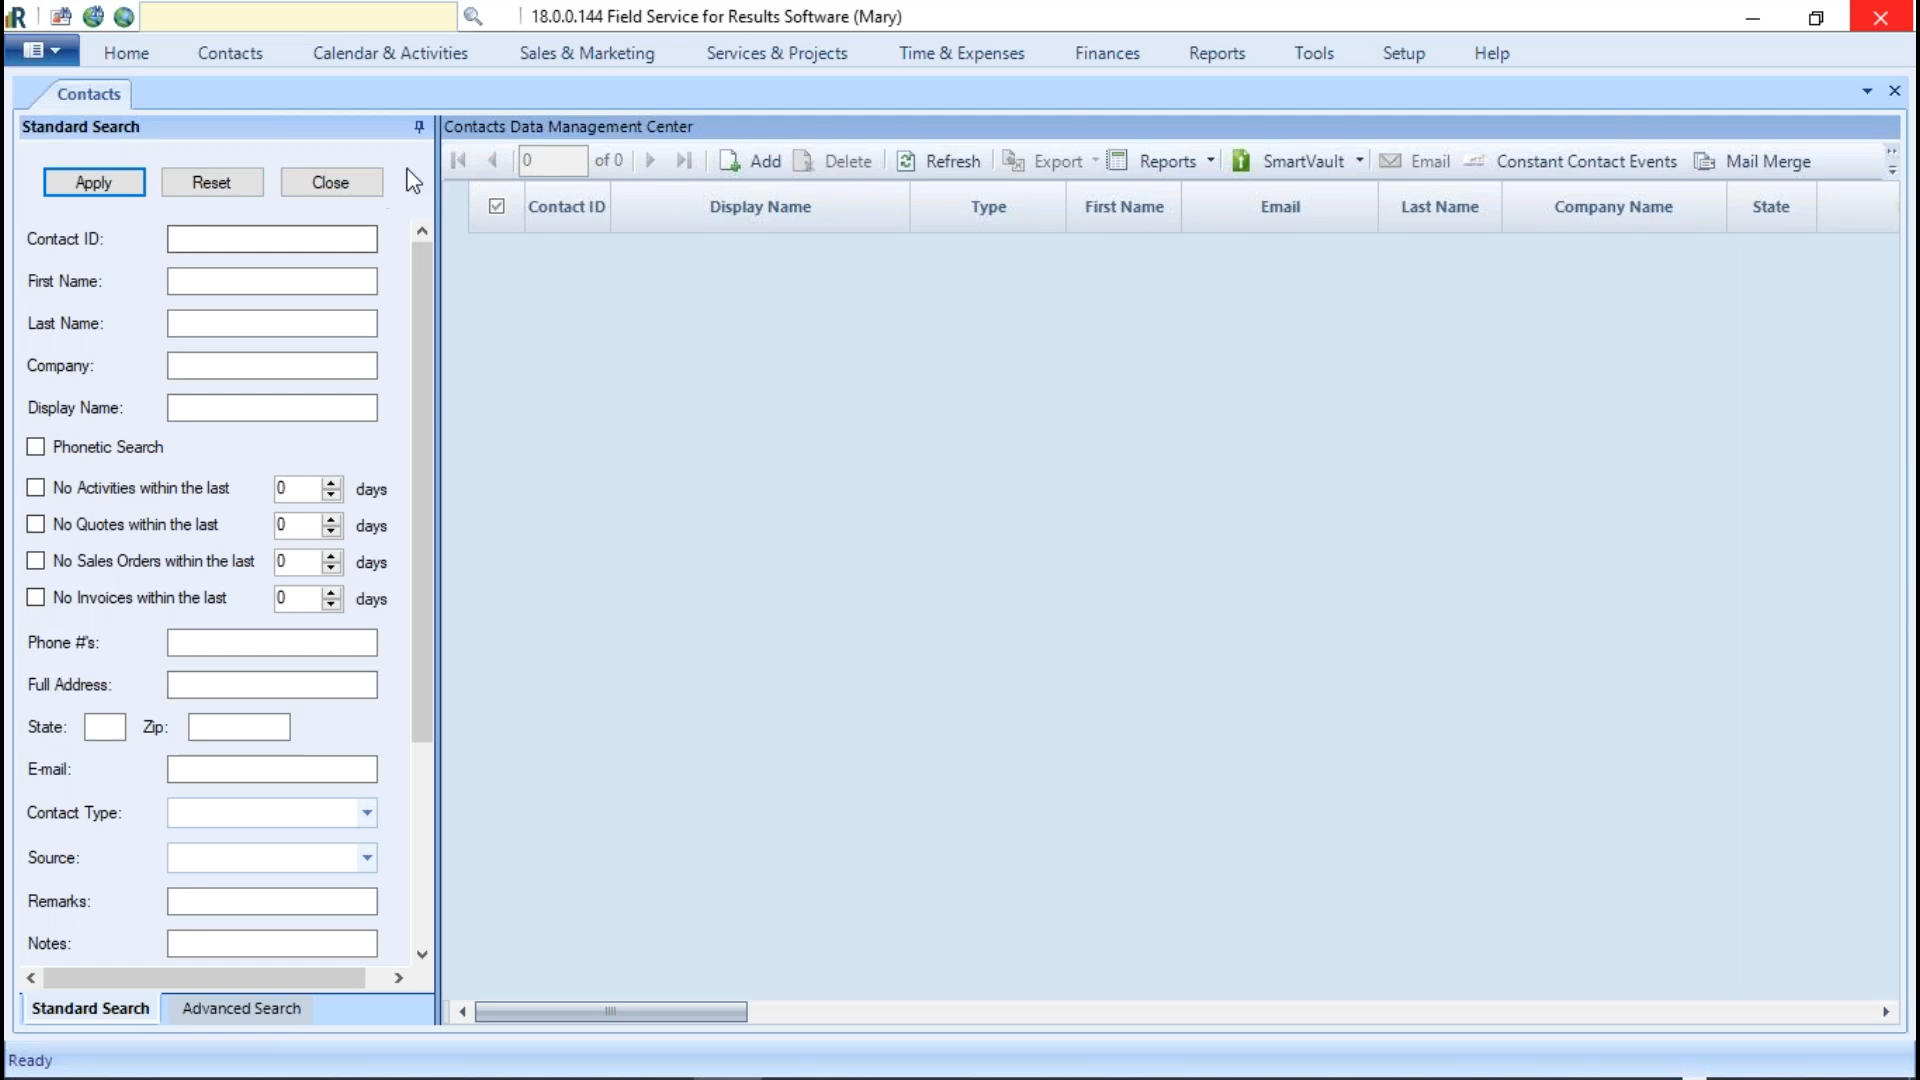 18.0.0.144 Field Service for Results Software (Mary)
Home Contacts Calendar & Activities Sales & Marketing Services & Projects Time & Expenses Finances Reports Tools Setup Help
Contacts
Standard Search
Contacts Data Management Center
Apply Reset Close
0 of 0 Add Delete Refresh Export Reports SmartVault Email Constant Contact Events Mail Merge
Contact ID Display Name Type First Name Email Last Name Company Name State
Contact ID:
First Name:
Last Name:
Company:
Display Name:
Phonetic Search
No Activities within the last 0 days
No Quotes within the last 0 days
No Sales Orders within the last 0 days
No Invoices within the last 0 days
Phone #'s:
Full Address:
State: Zip:
E-mail:
Contact Type:
Source:
Remarks:
Notes:
Standard Search Advanced Search
Ready